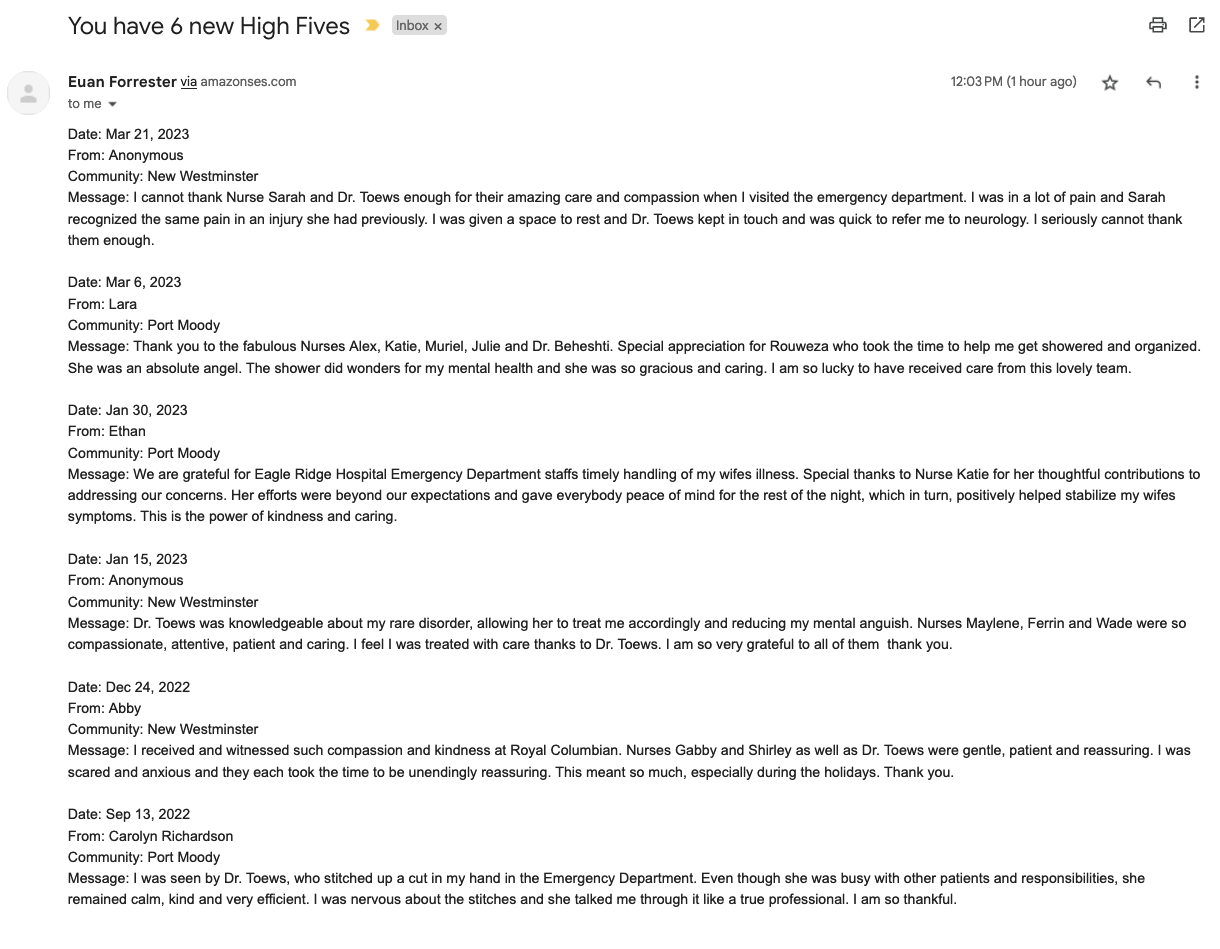 You have 6 new High Fives
Inbox ×
Euan Forrester via amazonses.com
12:03 PM (1 hour ago)
to me
Date: Mar 21, 2023
From: Anonymous
Community: New Westminster
Message: I cannot thank Nurse Sarah and Dr. Toews enough for their amazing care and compassion when I visited the emergency department. I was in a lot of pain and Sarah
recognized the same pain in an injury she had previously. I was given a space to rest and Dr. Toews kept in touch and was quick to refer me to neurology. I seriously cannot thank
them enough.
Date: Mar 6, 2023
From: Lara
Community: Port Moody
Message: Thank you to the fabulous Nurses Alex, Katie, Muriel, Julie and Dr. Beheshti. Special appreciation for Rouweza who took the time to help me get showered and organized.
She was an absolute angel. The shower did wonders for my mental health and she was so gracious and caring. I am so lucky to have received care from this lovely team.
Date: Jan 30, 2023
From: Ethan
Community: Port Moody
Message: We are grateful for Eagle Ridge Hospital Emergency Department staffs timely handling of my wifes illness. Special thanks to Nurse Katie for her thoughtful contributions to
addressing our concerns. Her efforts were beyond our expectations and gave everybody peace of mind for the rest of the night, which in turn, positively helped stabilize my wifes
symptoms. This is the power of kindness and caring.
Date: Jan 15, 2023
From: Anonymous
Community: New Westminster
Message: Dr. Toews was knowledgeable about my rare disorder, allowing her to treat me accordingly and reducing my mental anguish. Nurses Maylene, Ferrin and Wade were so
compassionate, attentive, patient and caring. I feel I was treated with care thanks to Dr. Toews. I am so very grateful to all of them  thank you.
Date: Dec 24, 2022
From: Abby
Community: New Westminster
Message: I received and witnessed such compassion and kindness at Royal Columbian. Nurses Gabby and Shirley as well as Dr. Toews were gentle, patient and reassuring. I was
scared and anxious and they each took the time to be unendingly reassuring. This meant so much, especially during the holidays. Thank you.
Date: Sep 13, 2022
From: Carolyn Richardson
Community: Port Moody
Message: I was seen by Dr. Toews, who stitched up a cut in my hand in the Emergency Department. Even though she was busy with other patients and responsibilities, she
remained calm, kind and very efficient. I was nervous about the stitches and she talked me through it like a true professional. I am so thankful.